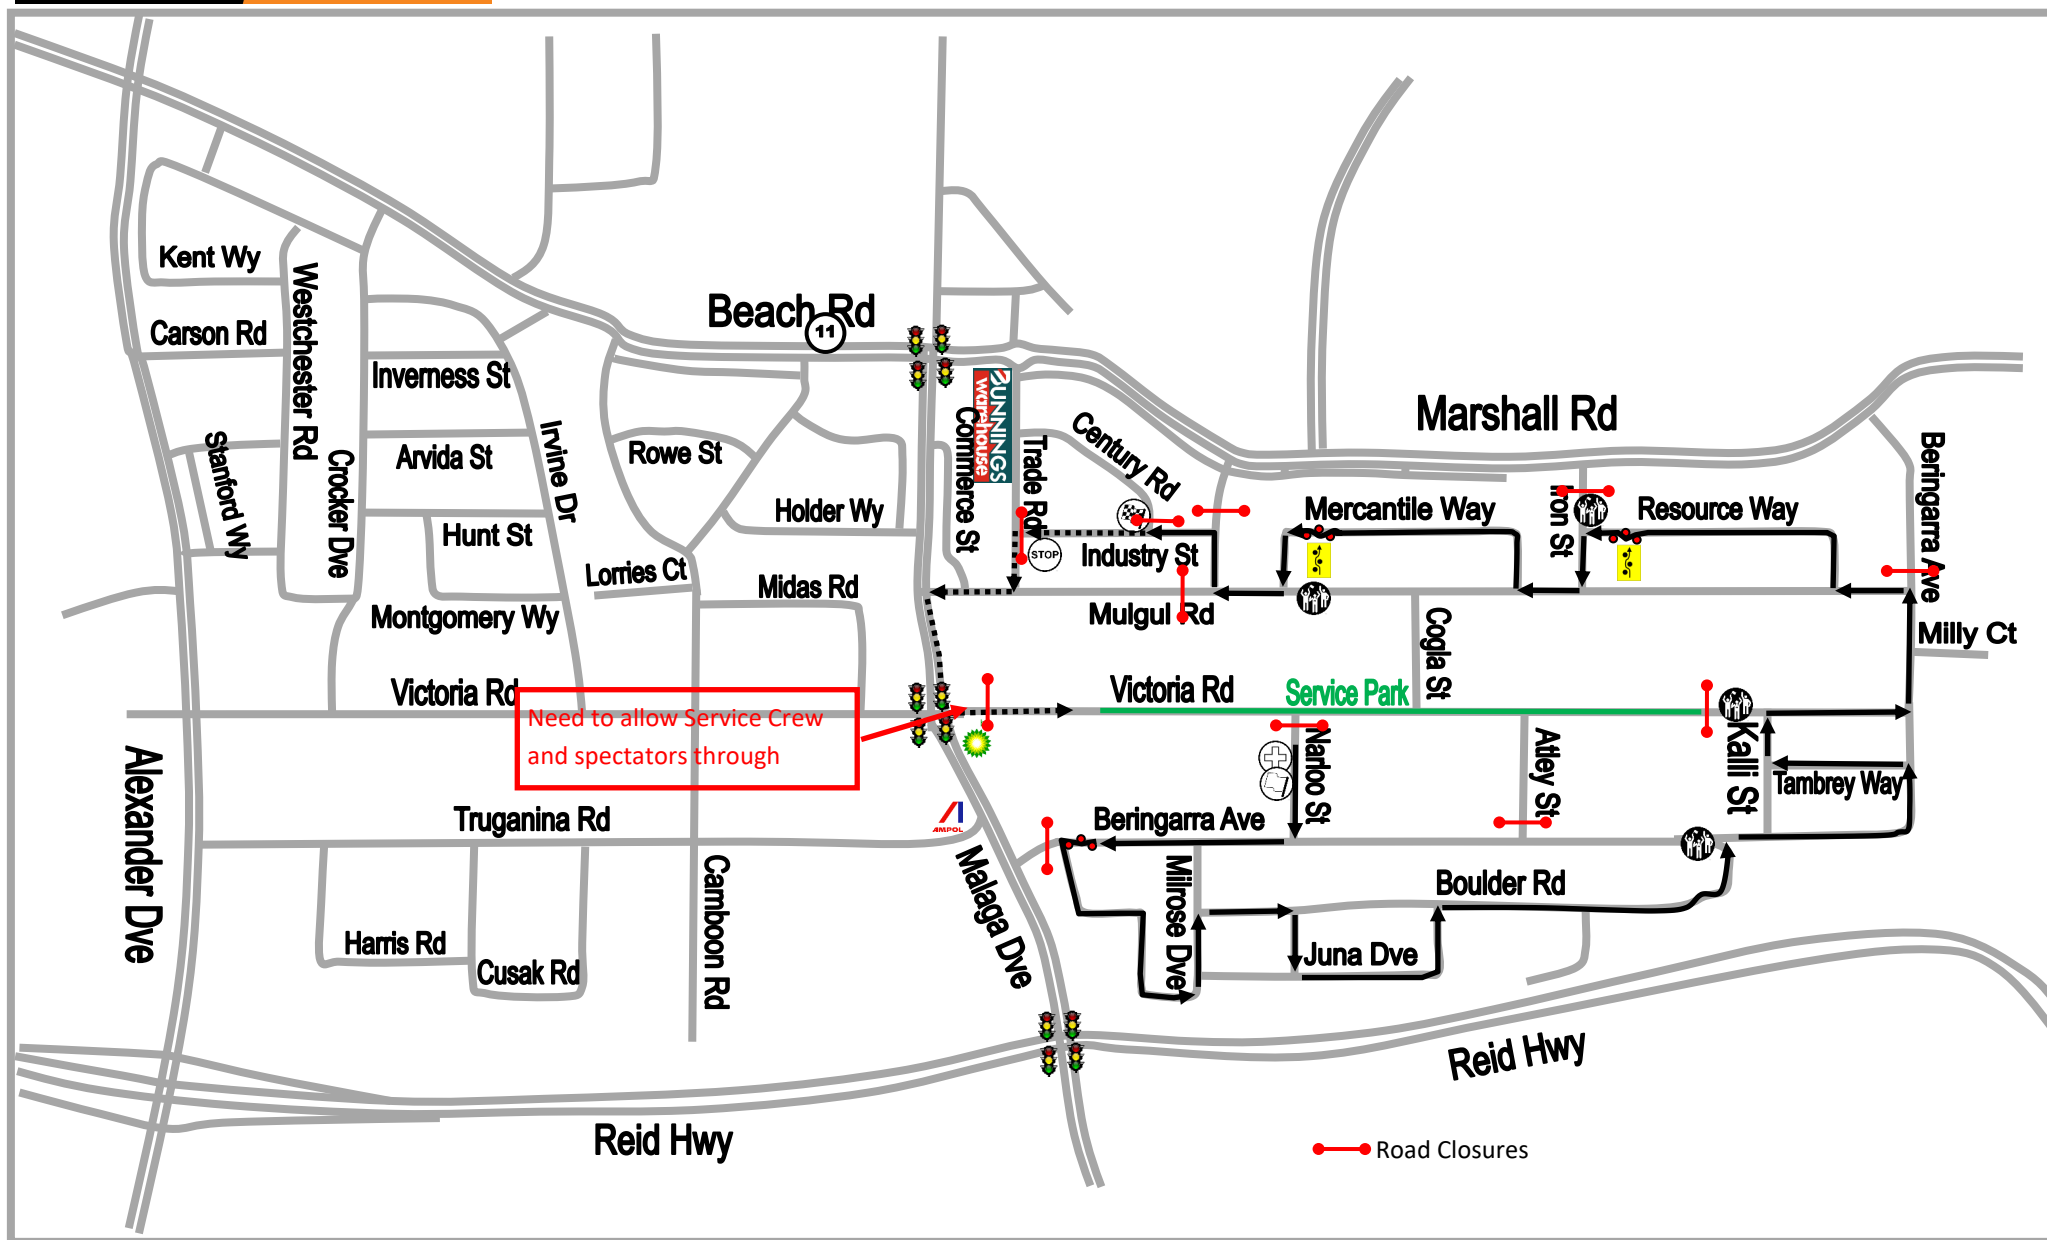 Beach Rd
11
Kent Wy
Westchester Rd
Carson Rd
Inverness St
Marshall Rd
BUNNINGS
warehouse
Commerce St
Trade Rd
Century Rd
Stanford Wy
Crocker Dve
Arvida St
Irvine Dr
Rowe St
Beringarra Ave
Holder Wy
Mercantile Way
Iron St
Resource Way
Hunt St
STOP
Industry St
Lorries Ct
Midas Rd
Montgomery Wy
Mulgul Rd
Cogla St
Milly Ct
Victoria Rd
Victoria Rd
Service Park
Need to allow Service Crew
and spectators through
Narloo St
Atley St
Kalli St
Tambrey Way
Alexander Dve
Truganina Rd
AMPOL
Beringarra Ave
Malaga Dve
Camboon Rd
Milrose Dve
Boulder Rd
Harris Rd
Cusak Rd
Juna Dve
Reid Hwy
Reid Hwy
Road Closures